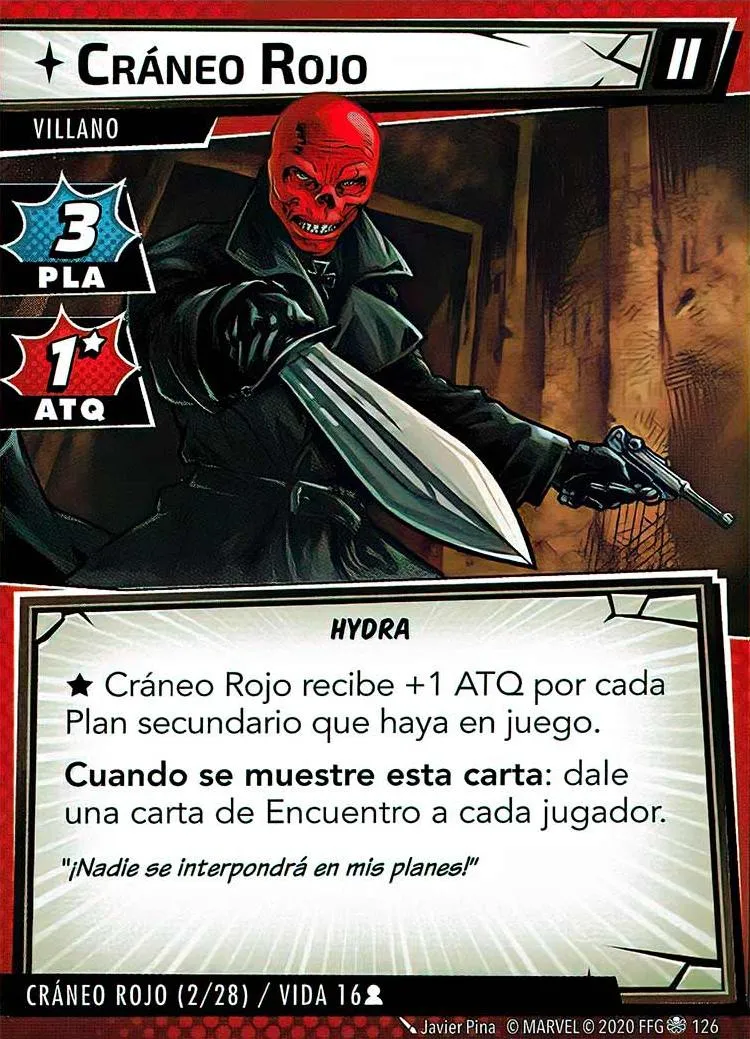 CRÁNEO ROJO
II
VILLANO
3
PLA
1★
ATQ
HYDRA
★ Cráneo Rojo recibe +1 ATQ por cada
Plan secundario que haya en juego.
Cuando se muestre esta carta: dale
una carta de Encuentro a cada jugador.
"¡Nadie se interpondrá en mis planes!"
CRÁNEO ROJO (2/28) / VIDA 16
Javier Pina © MARVEL © 2020 FFG 126